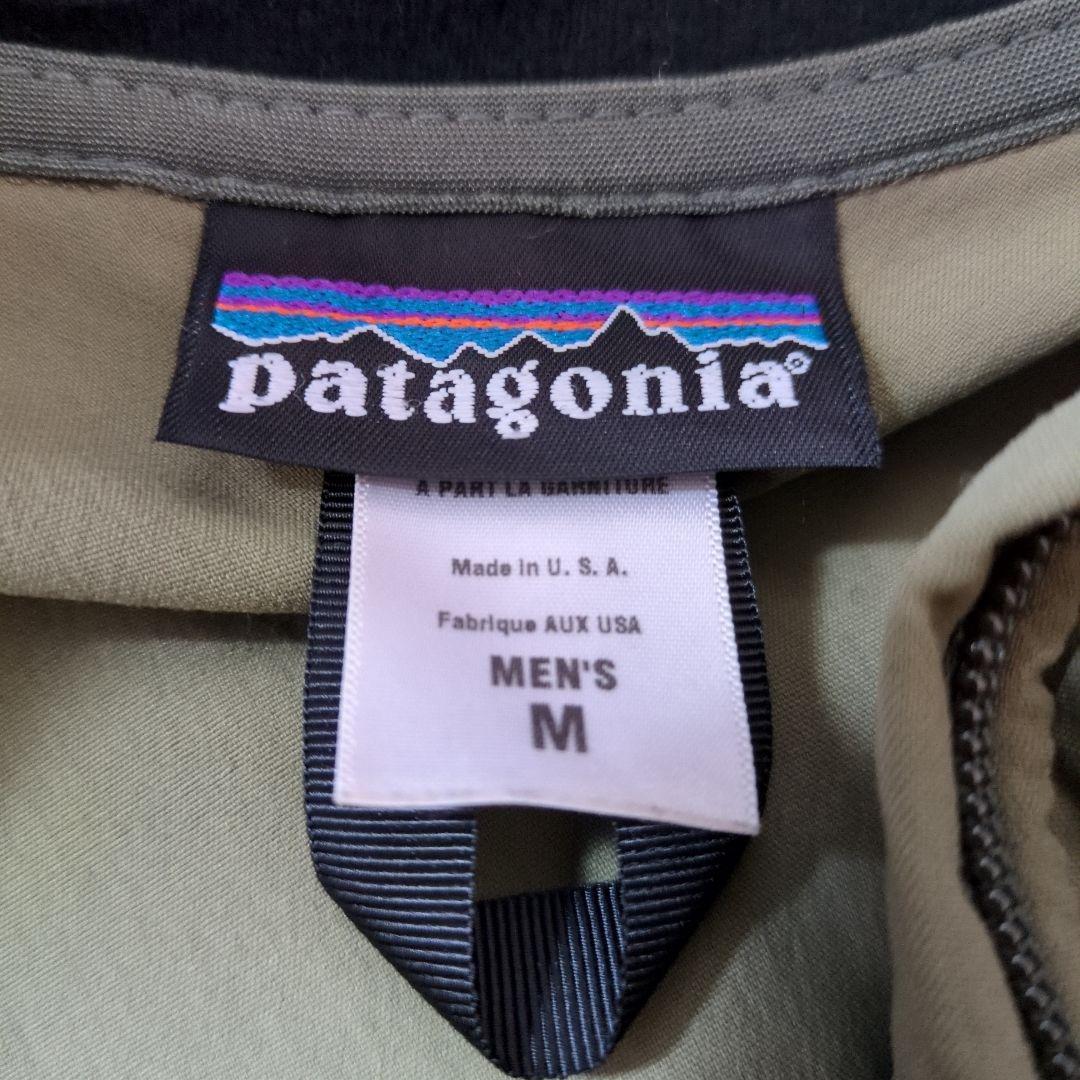 patagonia®
A PART LA GARNITURE
Made in U. S. A.
Fabrique AUX USA
MEN'S
M